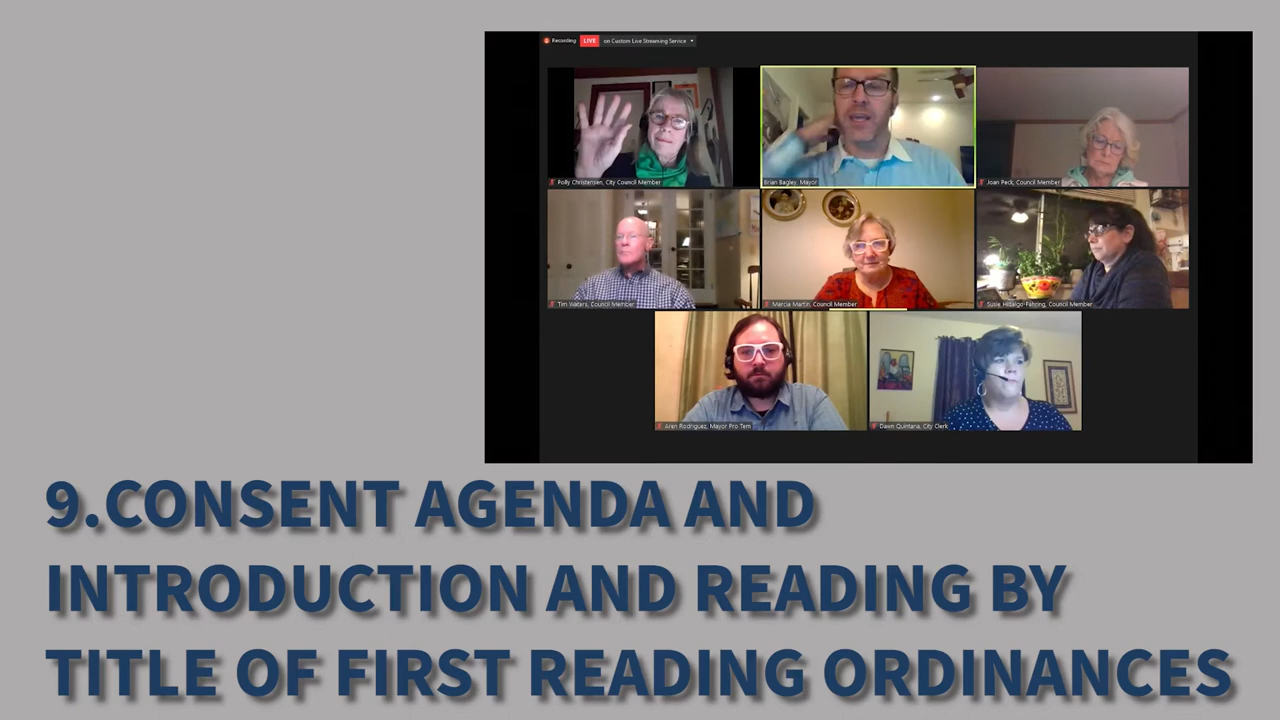 Recording LIVE on Custom Live Streaming Service
Polly Christensen, City Council Member
Brian Bagley, Mayor
Joan Peck, Council Member
Tim Waters, Council Member
Marcia Martin, Council Member
Susie Hidalgo-Fahring, Council Member
Aren Rodriguez, Mayor Pro Tem
Dawn Quintana, City Clerk
9.CONSENT AGENDA AND
INTRODUCTION AND READING BY
TITLE OF FIRST READING ORDINANCES